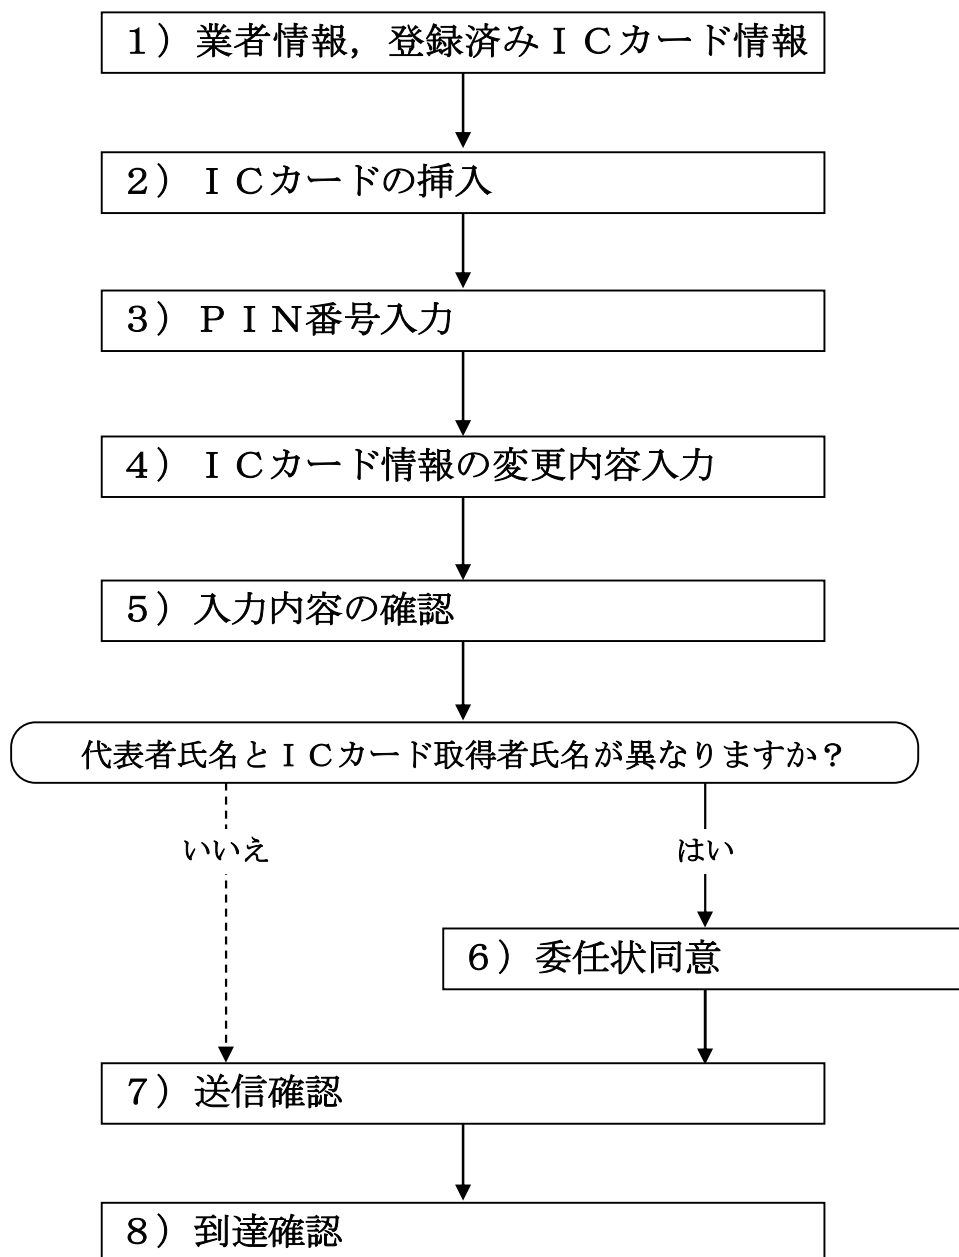 １）業者情報，登録済みＩＣカード情報
２）ＩＣカードの挿入
３）ＰＩＮ番号入力
４）ＩＣカード情報の変更内容入力
５）入力内容の確認
代表者氏名とＩＣカード取得者氏名が異なりますか？
いいえ
はい
６）委任状同意
７）送信確認
８）到達確認